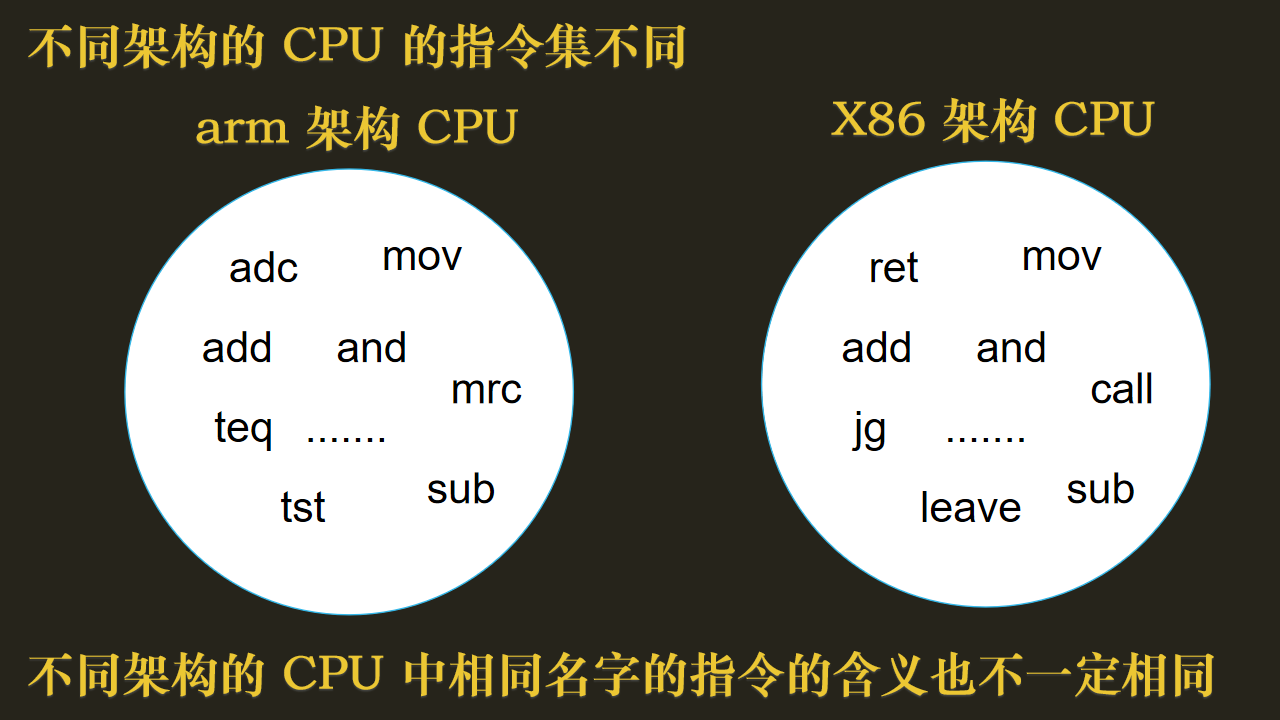 不同架构的 CPU 的指令集不同
arm 架构 CPU
X86 架构 CPU
adc
mov
add
and
mrc
teq
.......
sub
tst
ret
mov
add
and
call
jg
.......
sub
leave
不同架构的 CPU 中相同名字的指令的含义也不一定相同